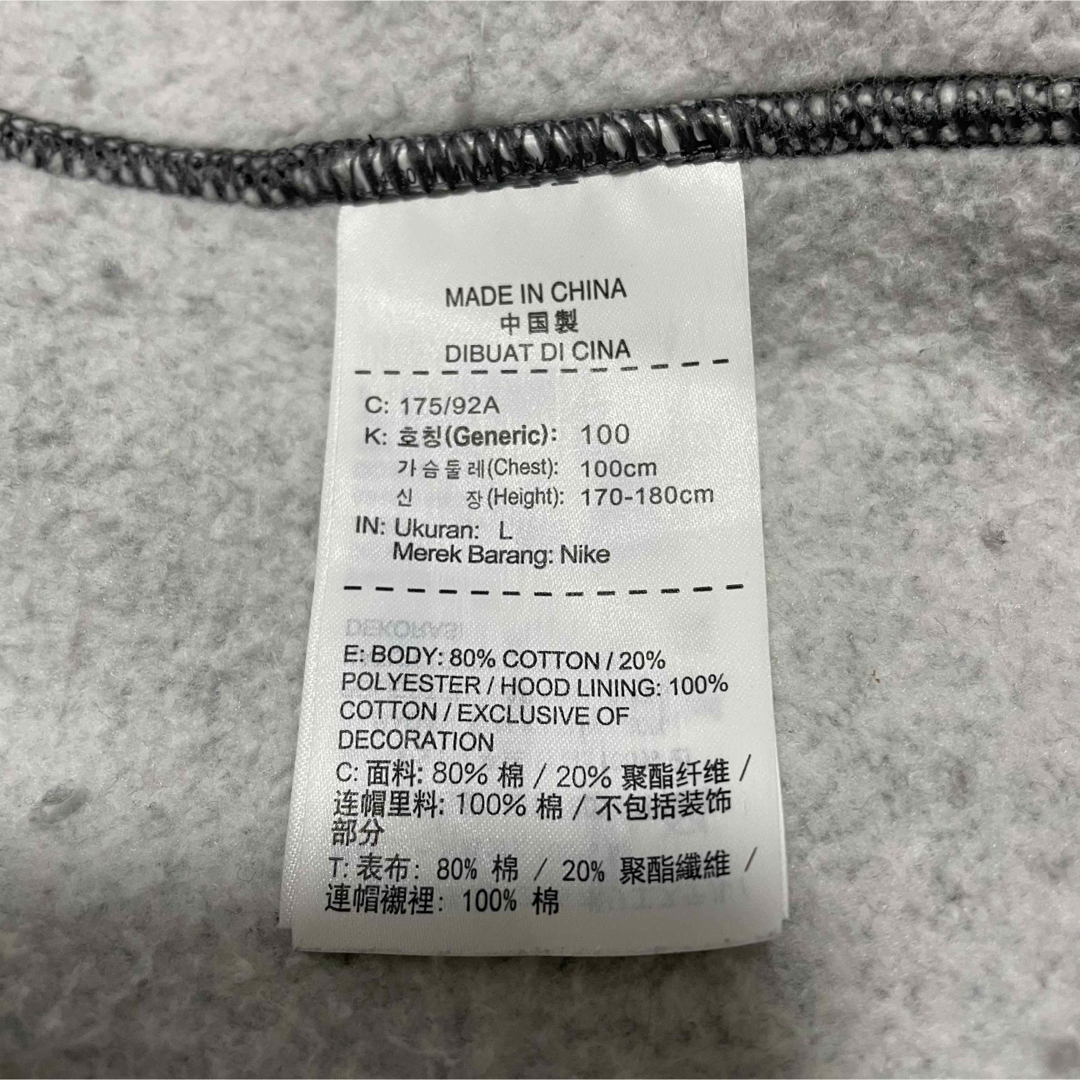 MADE IN CHINA
中国製
DIBUAT DI CINA
C: 175/92A
K: 호칭(Generic): 100
가슴둘레(Chest): 100cm
신 장(Height): 170-180cm
IN: Ukuran: L
Merek Barang: Nike
E: BODY: 80% COTTON / 20%
POLYESTER / HOOD LINING: 100%
COTTON / EXCLUSIVE OF
DECORATION
C: 面料: 80% 棉 / 20% 聚酯纤维 /
连帽里料: 100% 棉 / 不包括装饰
部分
T: 表布: 80% 棉 / 20% 聚酯纖維 /
連帽襯裡: 100% 棉